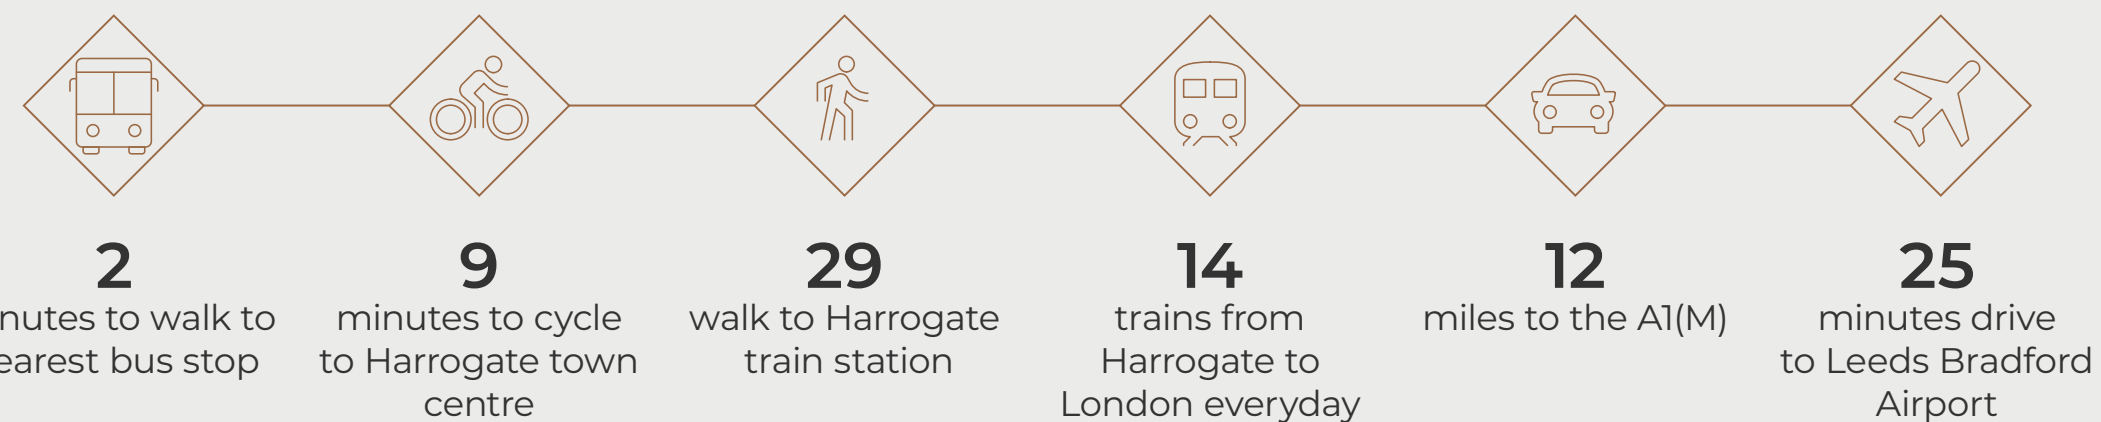 2
nutes to walk to
earest bus stop
9
minutes to cycle
to Harrogate town
centre
29
walk to Harrogate
train station
14
trains from
Harrogate to
London everyday
12
miles to the A1(M)
25
minutes drive
to Leeds Bradford
Airport